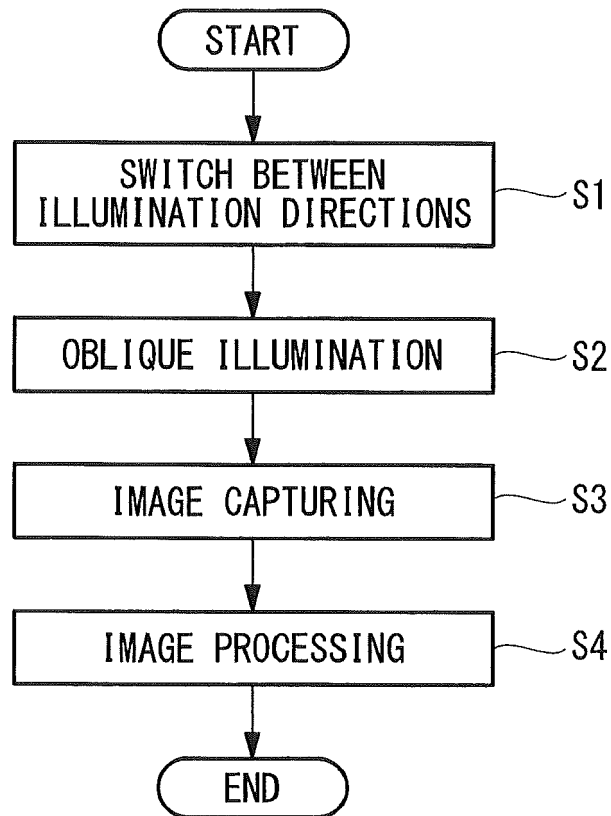 START
SWITCH BETWEEN
ILLUMINATION DIRECTIONS
S1
OBLIQUE ILLUMINATION
S2
IMAGE CAPTURING
S3
IMAGE PROCESSING
S4
END